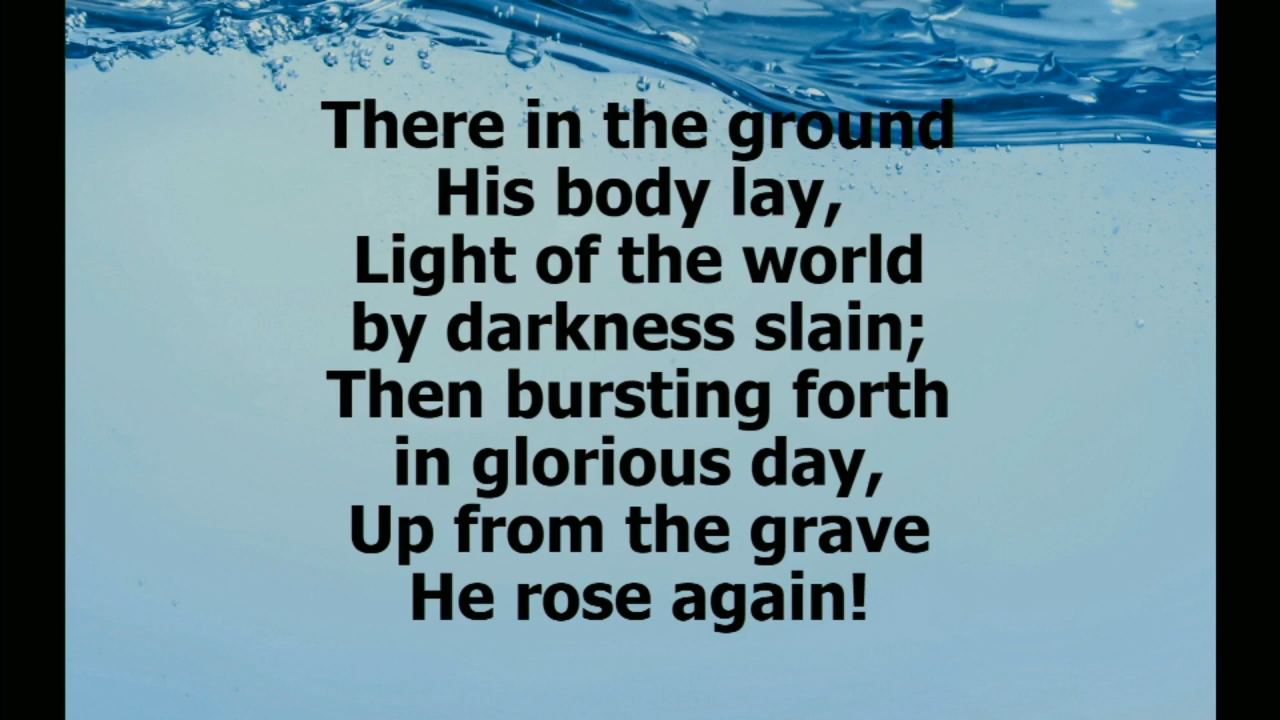 There in the ground
His body lay,
Light of the world
by darkness slain;
Then bursting forth
in glorious day,
Up from the grave
He rose again!